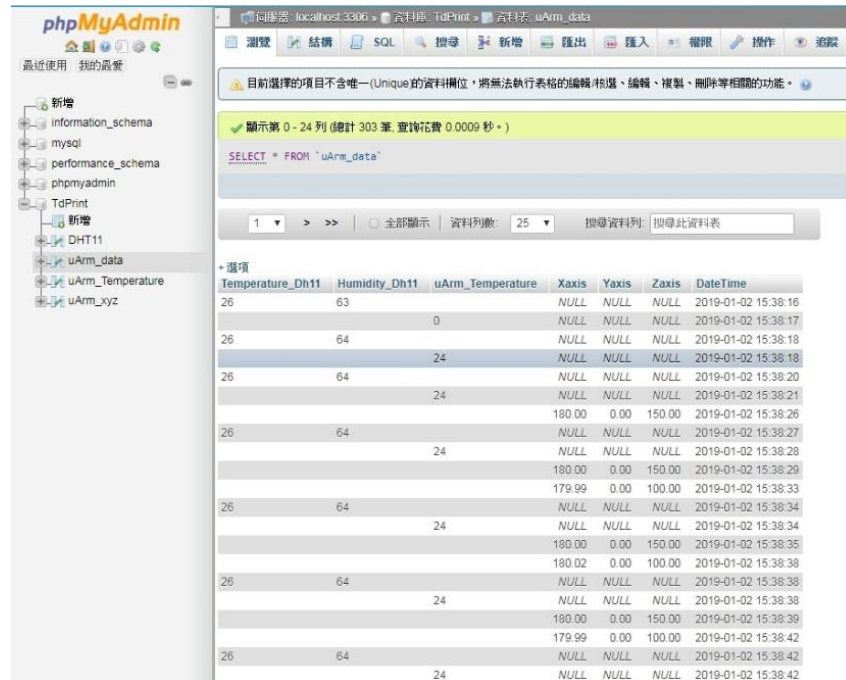 phpMyAdmin
最近使用 我的最愛
新增
information_schema
mysql
performance_schema
phpmyadmin
TdPrint
新增
DHT11
uArm_data
uArm_Temperature
uArm_xyz
伺服器: localhost:3306 » 資料庫: TdPrint » 資料表: uArm_data
瀏覽 結構 SQL 搜尋 新增 匯出 匯入 權限 操作 追蹤
目前選擇的項目不含唯一(Unique)的資料欄位，將無法執行表格的編輯/核選、編輯、複製、刪除等相關的功能。
顯示第 0 - 24 列 (總計 303 筆, 查詢花費 0.0009 秒。)
SELECT * FROM `uArm_data`
1 > >> 全部顯示 資料列數: 25 搜尋資料列: 搜尋此資料表
+ 選項
Temperature_Dh11 Humidity_Dh11 uArm_Temperature Xaxis Yaxis Zaxis DateTime
26 63 NULL NULL NULL 2019-01-02 15:38:16
0 NULL NULL NULL 2019-01-02 15:38:17
26 64 NULL NULL NULL 2019-01-02 15:38:18
24 NULL NULL NULL 2019-01-02 15:38:18
26 64 NULL NULL NULL 2019-01-02 15:38:20
24 NULL NULL NULL 2019-01-02 15:38:21
180.00 0.00 150.00 2019-01-02 15:38:26
26 64 NULL NULL NULL 2019-01-02 15:38:27
24 NULL NULL NULL 2019-01-02 15:38:28
180.00 0.00 150.00 2019-01-02 15:38:29
179.99 0.00 100.00 2019-01-02 15:38:33
26 64 NULL NULL NULL 2019-01-02 15:38:34
24 NULL NULL NULL 2019-01-02 15:38:34
180.00 0.00 150.00 2019-01-02 15:38:35
180.02 0.00 100.00 2019-01-02 15:38:38
26 64 NULL NULL NULL 2019-01-02 15:38:38
24 NULL NULL NULL 2019-01-02 15:38:38
180.00 0.00 150.00 2019-01-02 15:38:39
179.99 0.00 100.00 2019-01-02 15:38:42
26 64 NULL NULL NULL 2019-01-02 15:38:42
24 NULL NULL NULL 2019-01-02 15:38:42